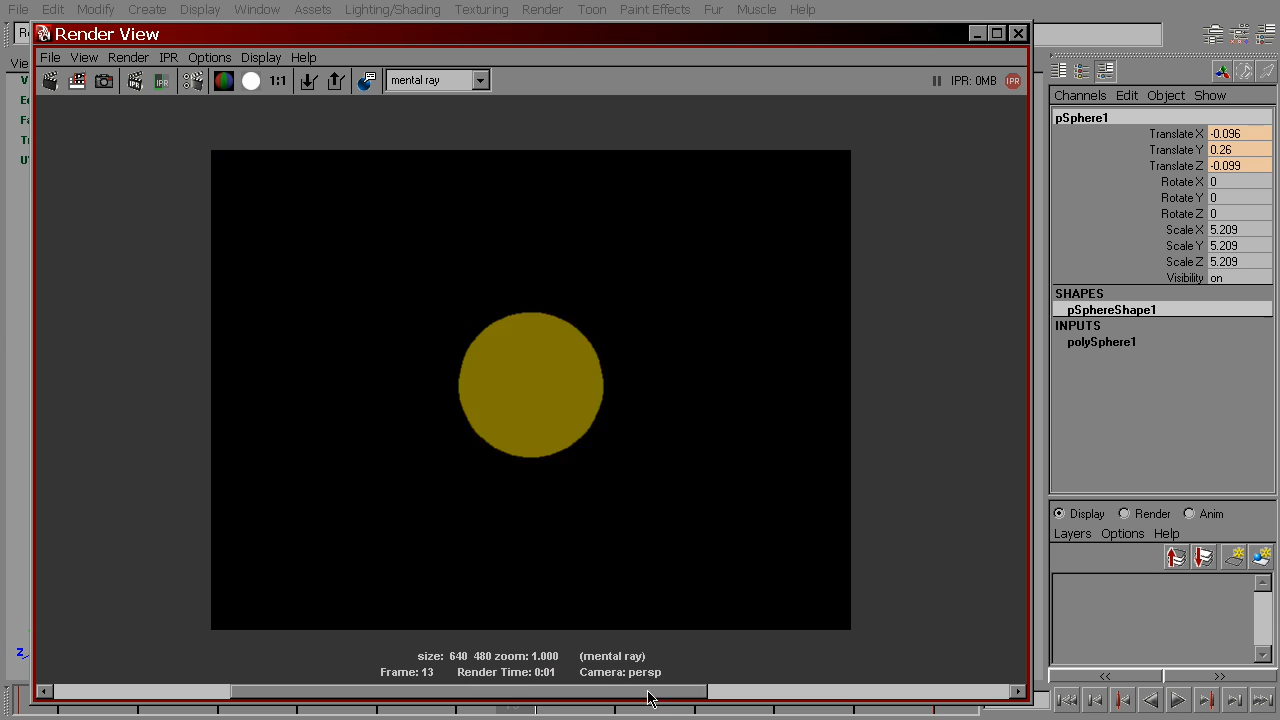 File Edit Modify Create Display Window Assets Lighting/Shading Texturing Render Toon Paint Effects Fur Muscle Help
Render View
File View Render IPR Options Display Help
IPR 1:1 mental ray IPR: 0MB IPR
Channels Edit Object Show
pSphere1
Translate X -0.096
Translate Y 0.26
Translate Z -0.099
Rotate X 0
Rotate Y 0
Rotate Z 0
Scale X 5.209
Scale Y 5.209
Scale Z 5.209
Visibility on
SHAPES
pSphereShape1
INPUTS
polySphere1
Display Render Anim
Layers Options Help
size: 640 480 zoom: 1.000 (mental ray)
Frame: 13 Render Time: 0:01 Camera: persp
z
<< >>